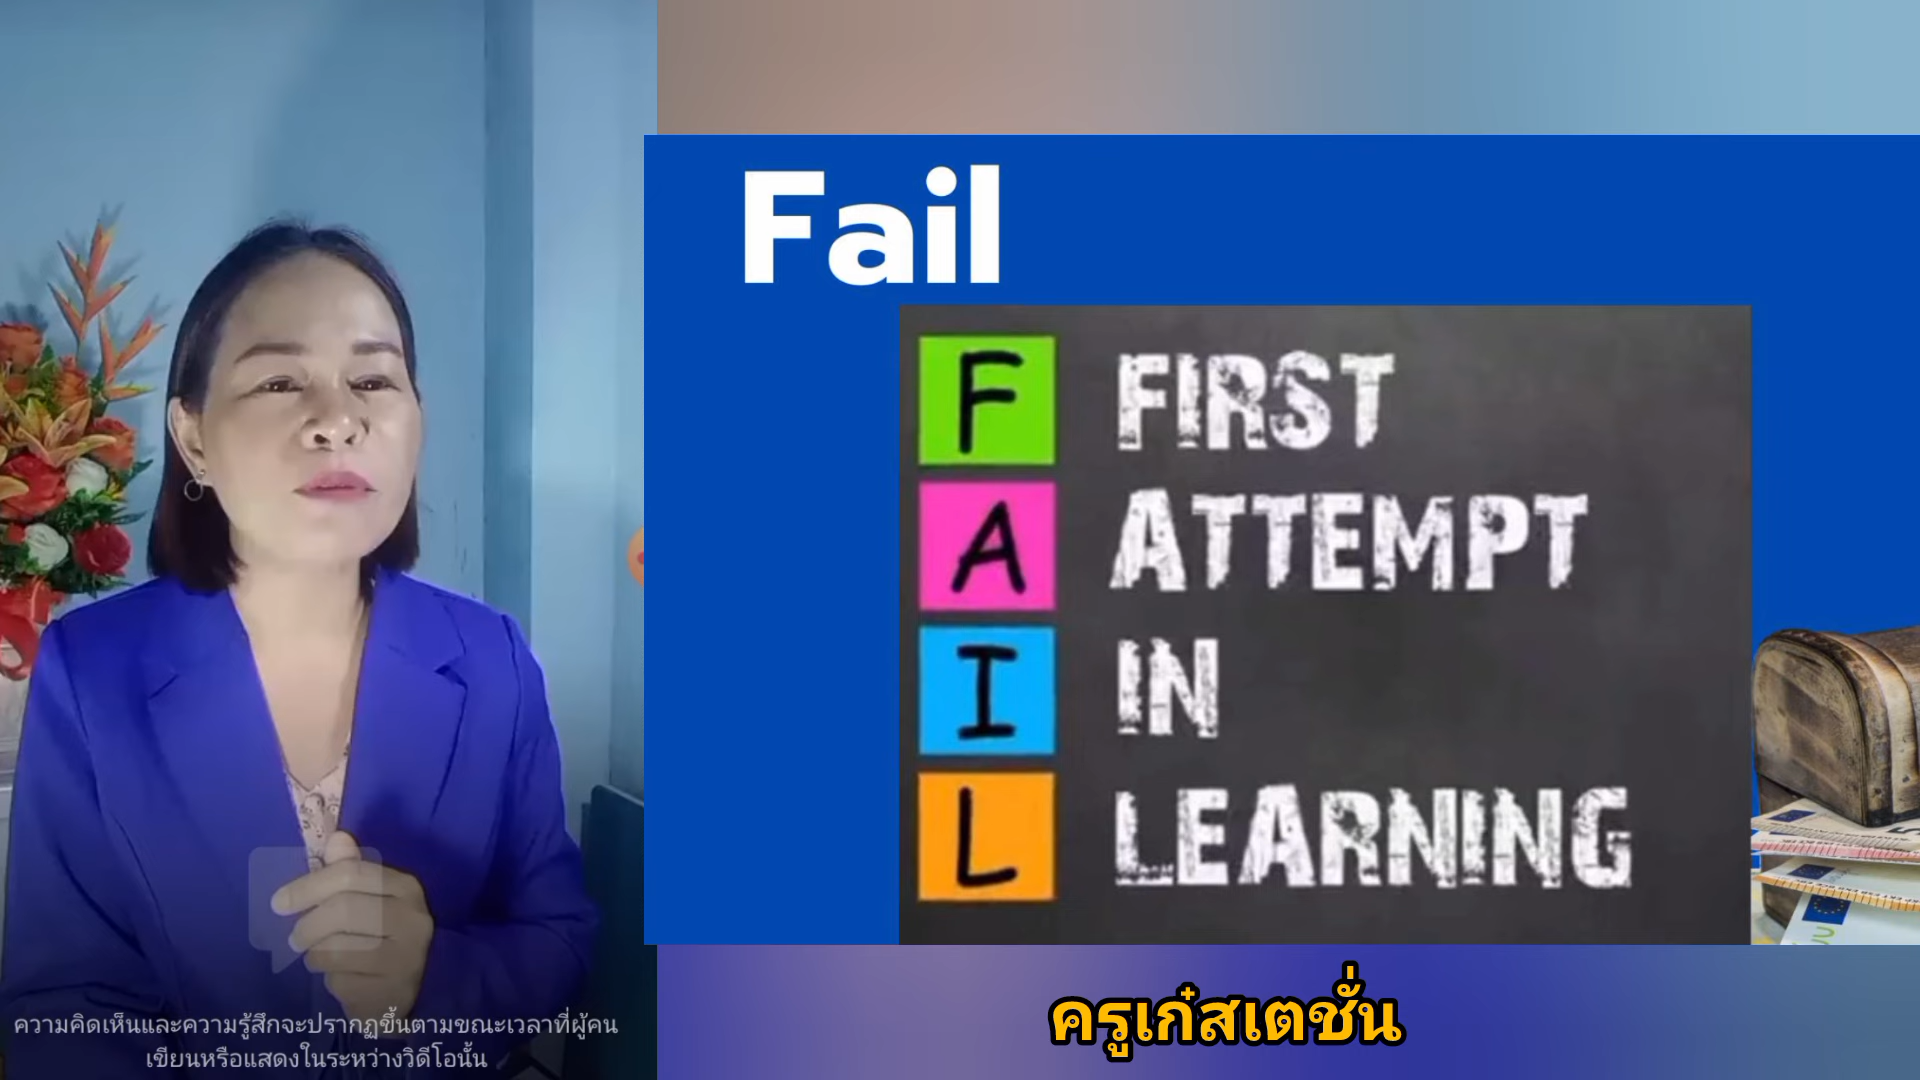 Fail
F FIRST
A ATTEMPT
I IN
L LEARNING
ครูเก๋สเตชั่น
ความคิดเห็นและความรู้สึกจะปรากฏขึ้นตามขณะเวลาที่ผู้คน
เขียนหรือแสดงในระหว่างวิดีโอนั้น